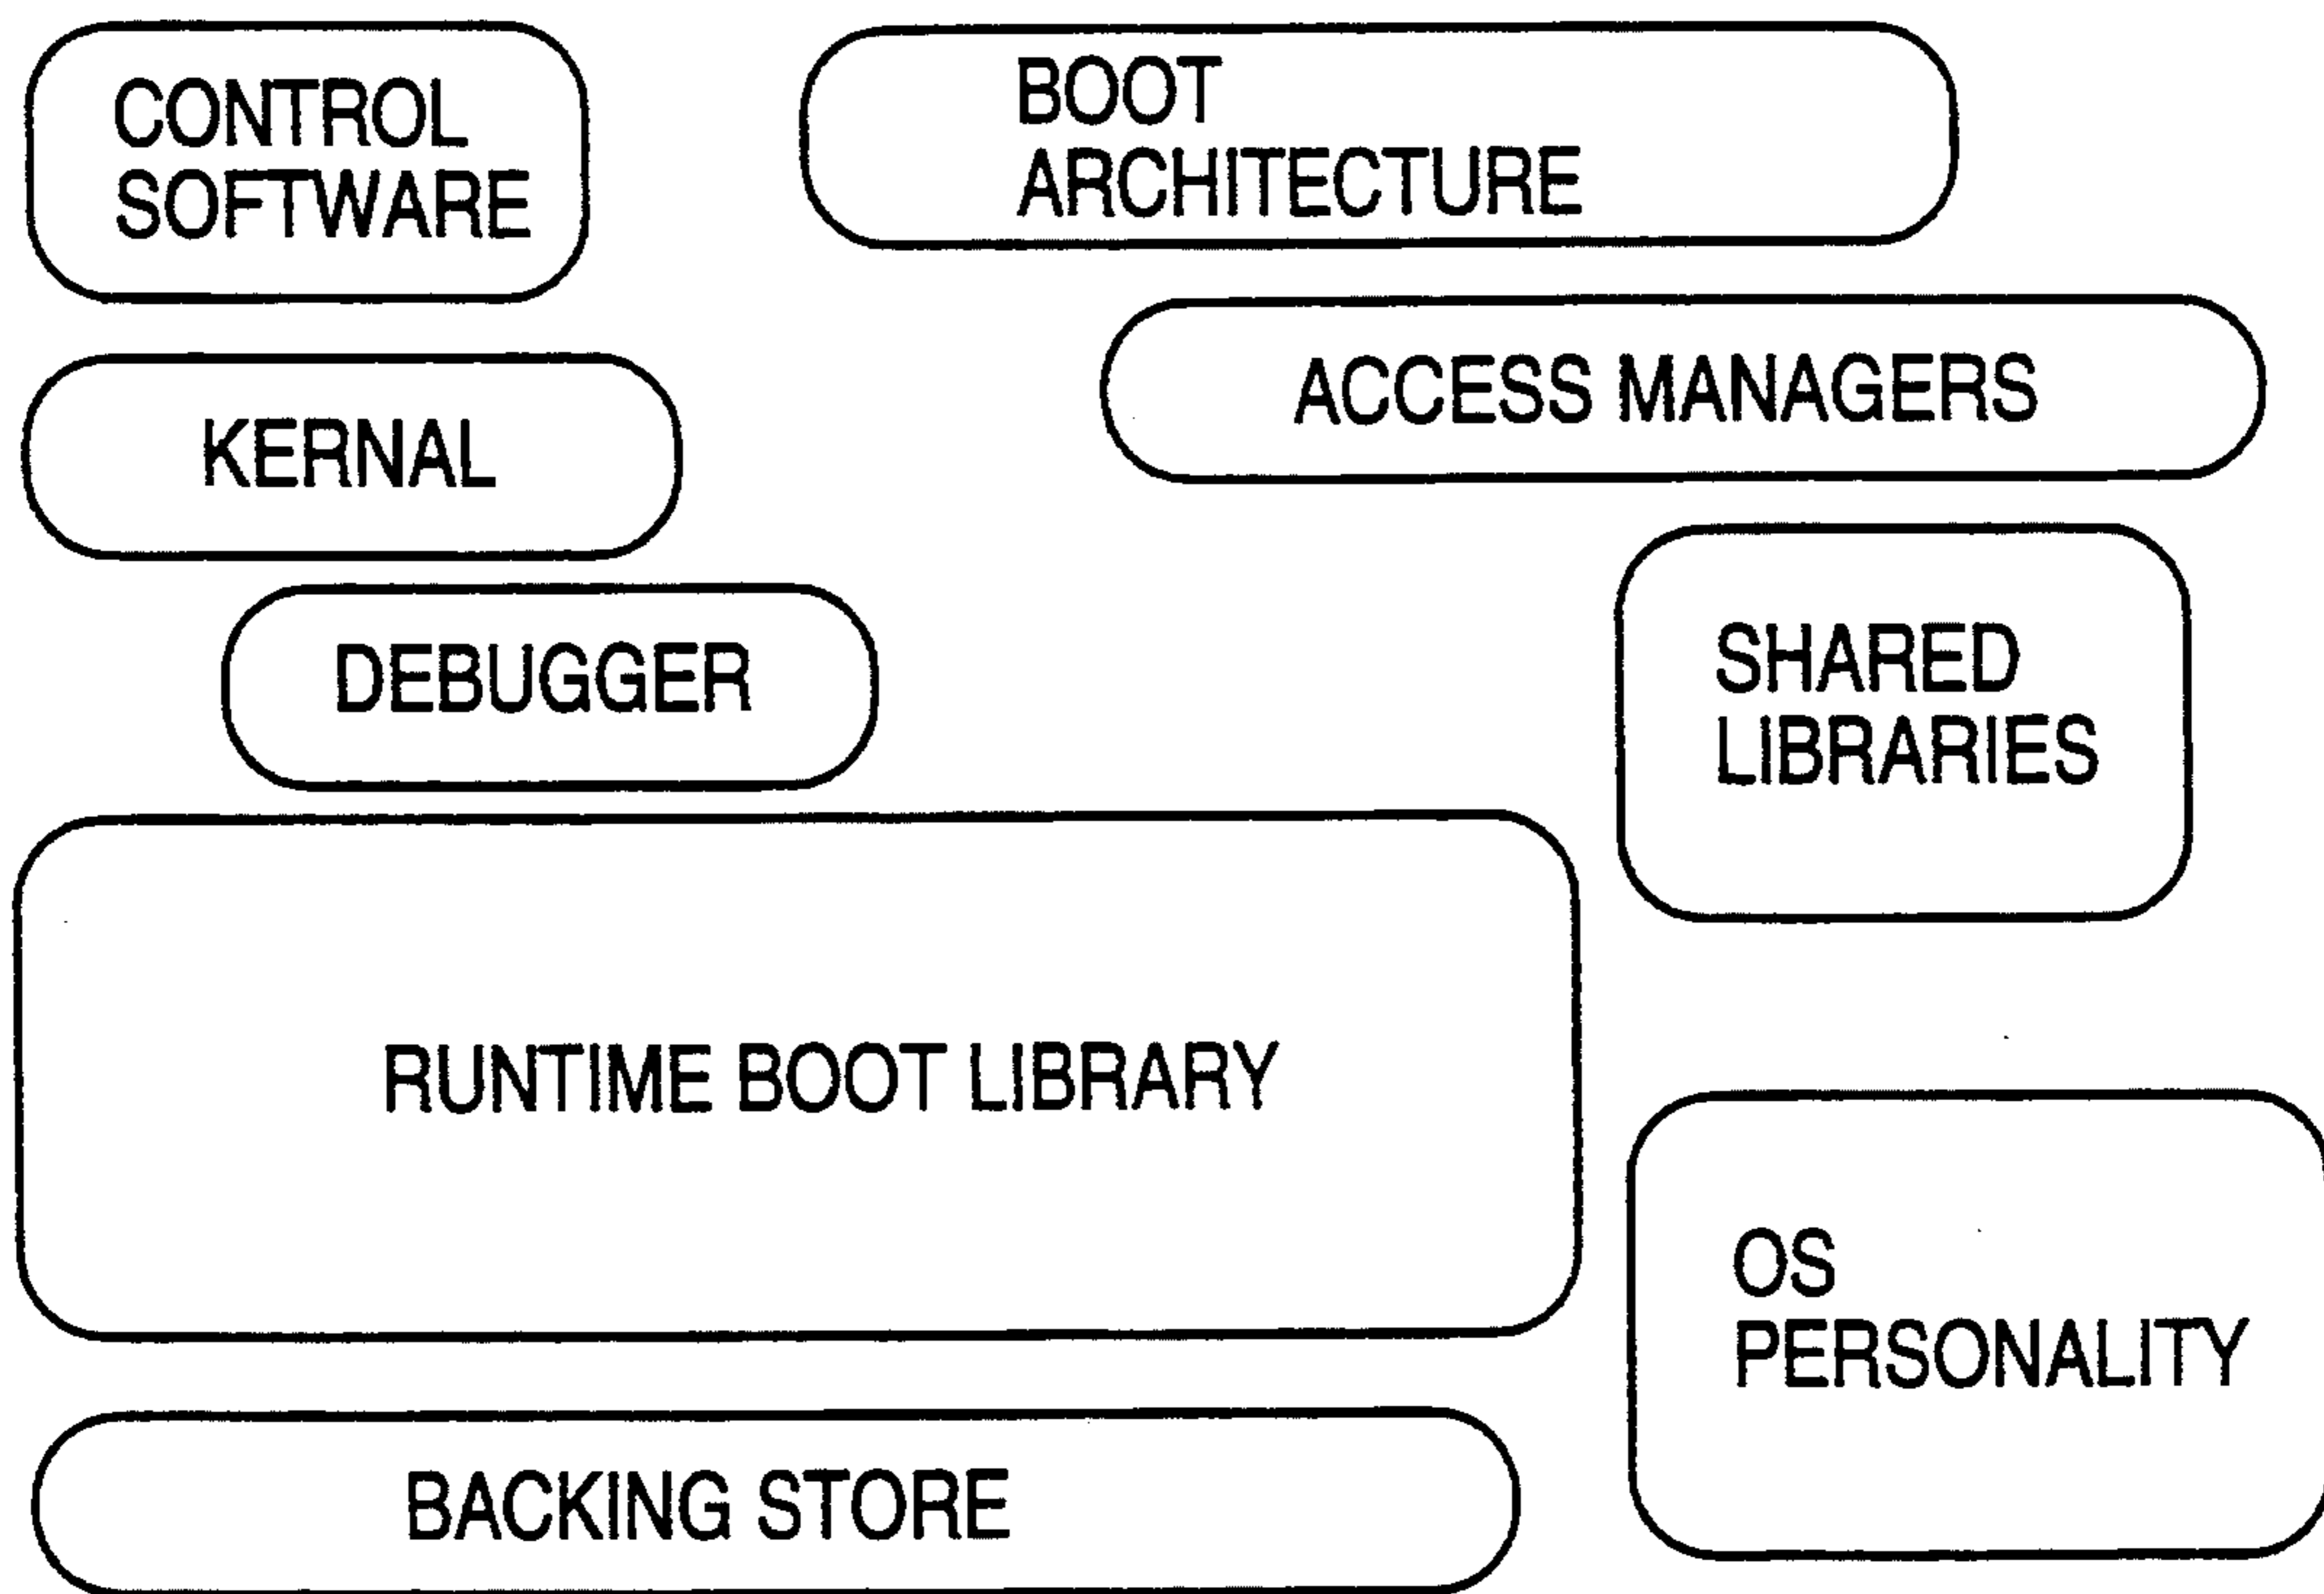 CONTROL
SOFTWARE
BOOT
ARCHITECTURE
ACCESS MANAGERS
KERNAL
DEBUGGER
SHARED
LIBRARIES
RUNTIME BOOT LIBRARY
OS
PERSONALITY
BACKING STORE